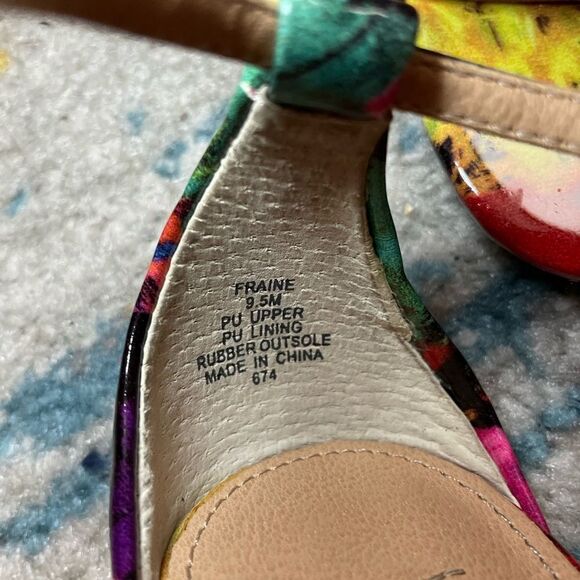 FRAINE
9.5M
PU UPPER
PU LINING
RUBBER OUTSOLE
MADE IN CHINA
674